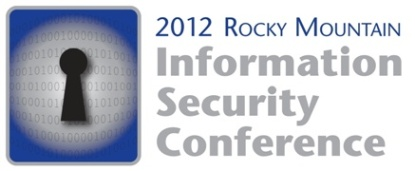 2012 Rocky Mountain
Information
Security
Conference